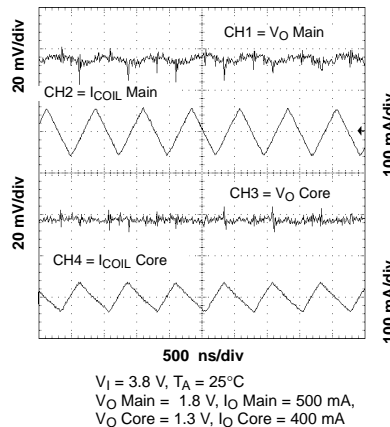 CH1 = VO Main
20 mV/div
CH2 = ICOIL Main
100 mA/div
CH3 = VO Core
20 mV/div
CH4 = ICOIL Core
100 mA/div
500 ns/div
VI = 3.8 V, TA = 25°C
VO Main = 1.8 V, IO Main = 500 mA,
VO Core = 1.3 V, IO Core = 400 mA